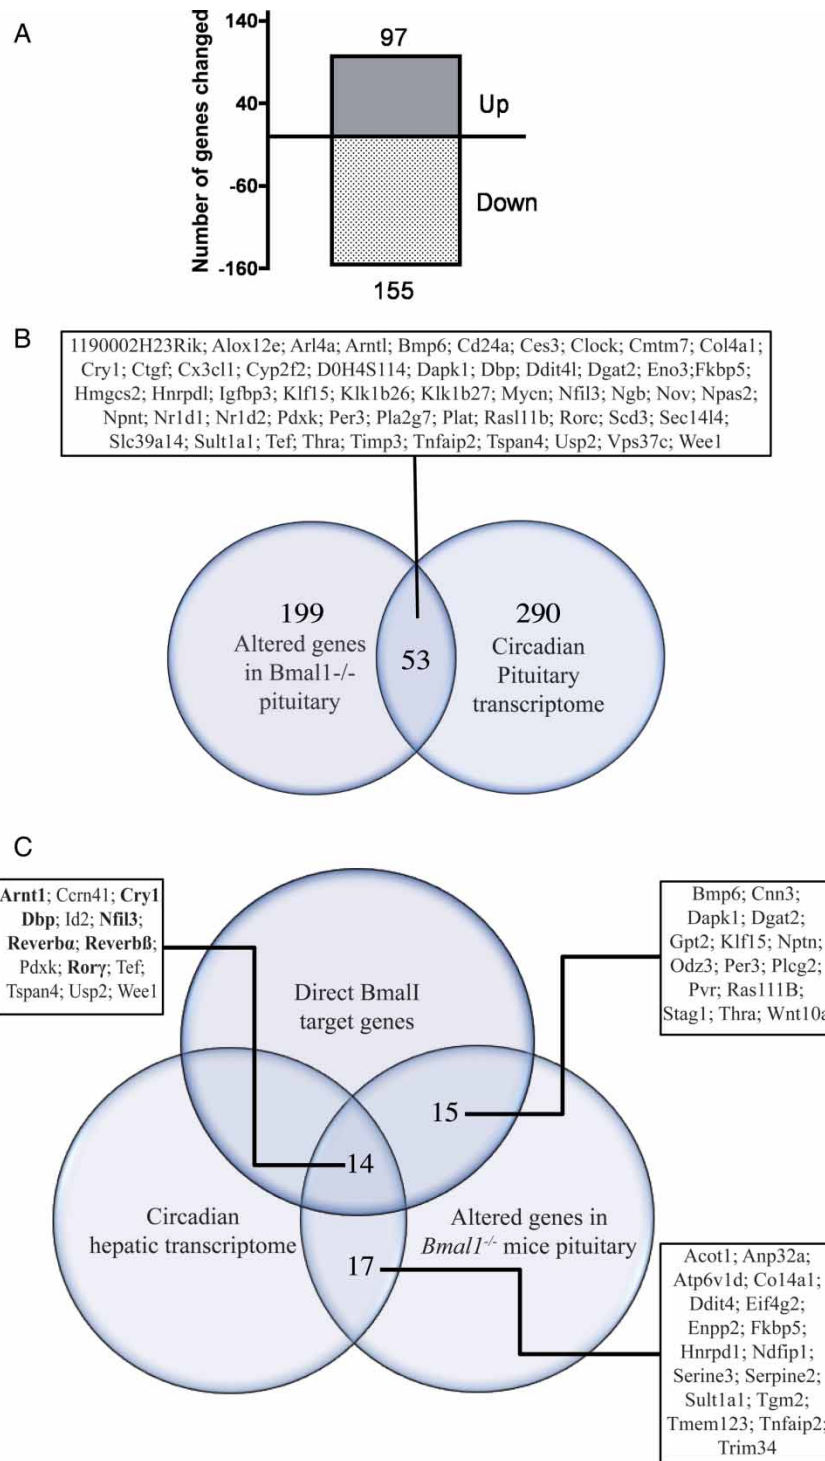 A
Number of genes changed
140
40
-60
-160
97
Up
Down
155
B
1190002H23Rik; Alox12e; Arl4a; Arntl; Bmp6; Cd24a; Ces3; Clock; Cmtm7; Col4a1;
Cry1; Ctgf; Cx3cl1; Cyp2f2; D0H4S114; Dapk1; Dbp; Ddit4l; Dgat2; Eno3;Fkbp5;
Hmgcs2; Hnrpdl; Igfbp3; Klf15; Klk1b26; Klk1b27; Mycn; Nfil3; Ngb; Nov; Npas2;
Npnt; Nr1d1; Nr1d2; Pdxk; Per3; Pla2g7; Plat; Rasl11b; Rorc; Scd3; Sec14l4;
Slc39a14; Sult1a1; Tef; Thra; Timp3; Tnfaip2; Tspan4; Usp2; Vps37c; Wee1
199
Altered genes
in Bmal1-/-
pituitary
53
290
Circadian
Pituitary
transcriptome
C
Arnt1; Ccrn41; Cry1
Dbp; Id2; Nfil3;
Reverbα; Reverbß;
Pdxk; Rorγ; Tef;
Tspan4; Usp2; Wee1
Bmp6; Cnn3;
Dapk1; Dgat2;
Gpt2; Klf15; Nptn;
Odz3; Per3; Plcg2;
Pvr; Ras111B;
Stag1; Thra; Wnt10a
Direct BmalI
target genes
15
14
Circadian
hepatic transcriptome
Altered genes in
Bmal1-/- mice pituitary
17
Acot1; Anp32a;
Atp6v1d; Co14a1;
Ddit4; Eif4g2;
Enpp2; Fkbp5;
Hnrpd1; Ndfip1;
Serine3; Serpine2;
Sult1a1; Tgm2;
Tmem123; Tnfaip2;
Trim34